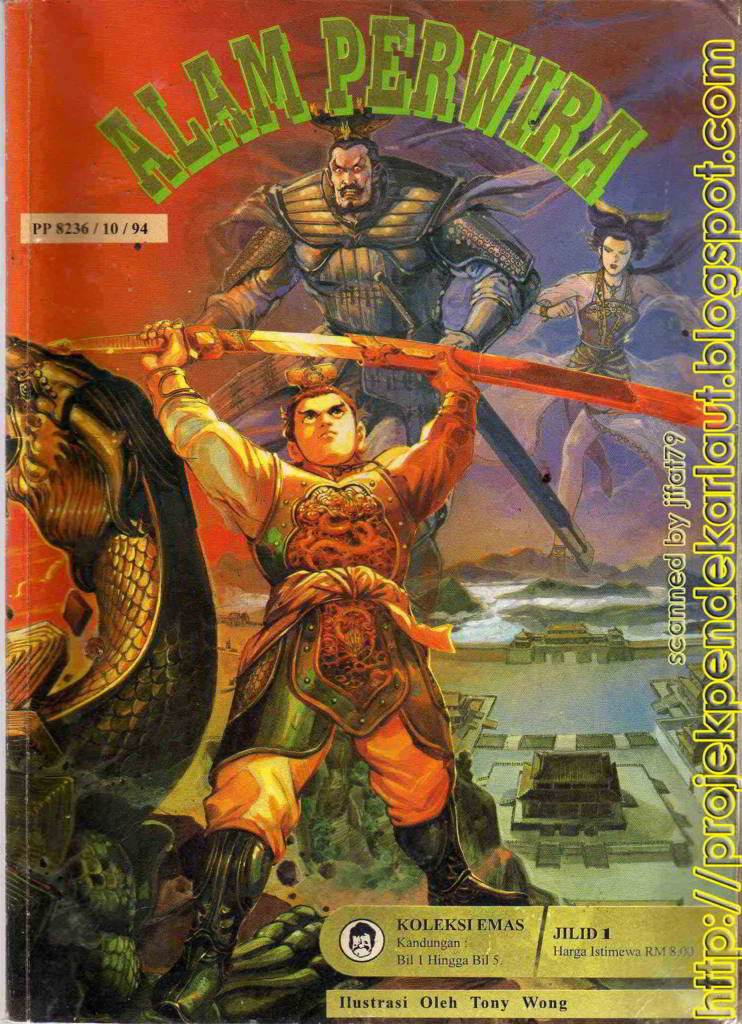 ALAM PERWIRA
PP 8236 / 10 / 94
KOLEKSI EMAS
Kandungan :
Bil 1 Hingga Bil 5.
JILID 1
Harga Istimewa RM 8.00
Ilustrasi Oleh Tony Wong
scanned by jifat79
http://projekpendekarlaut.blogspot.com